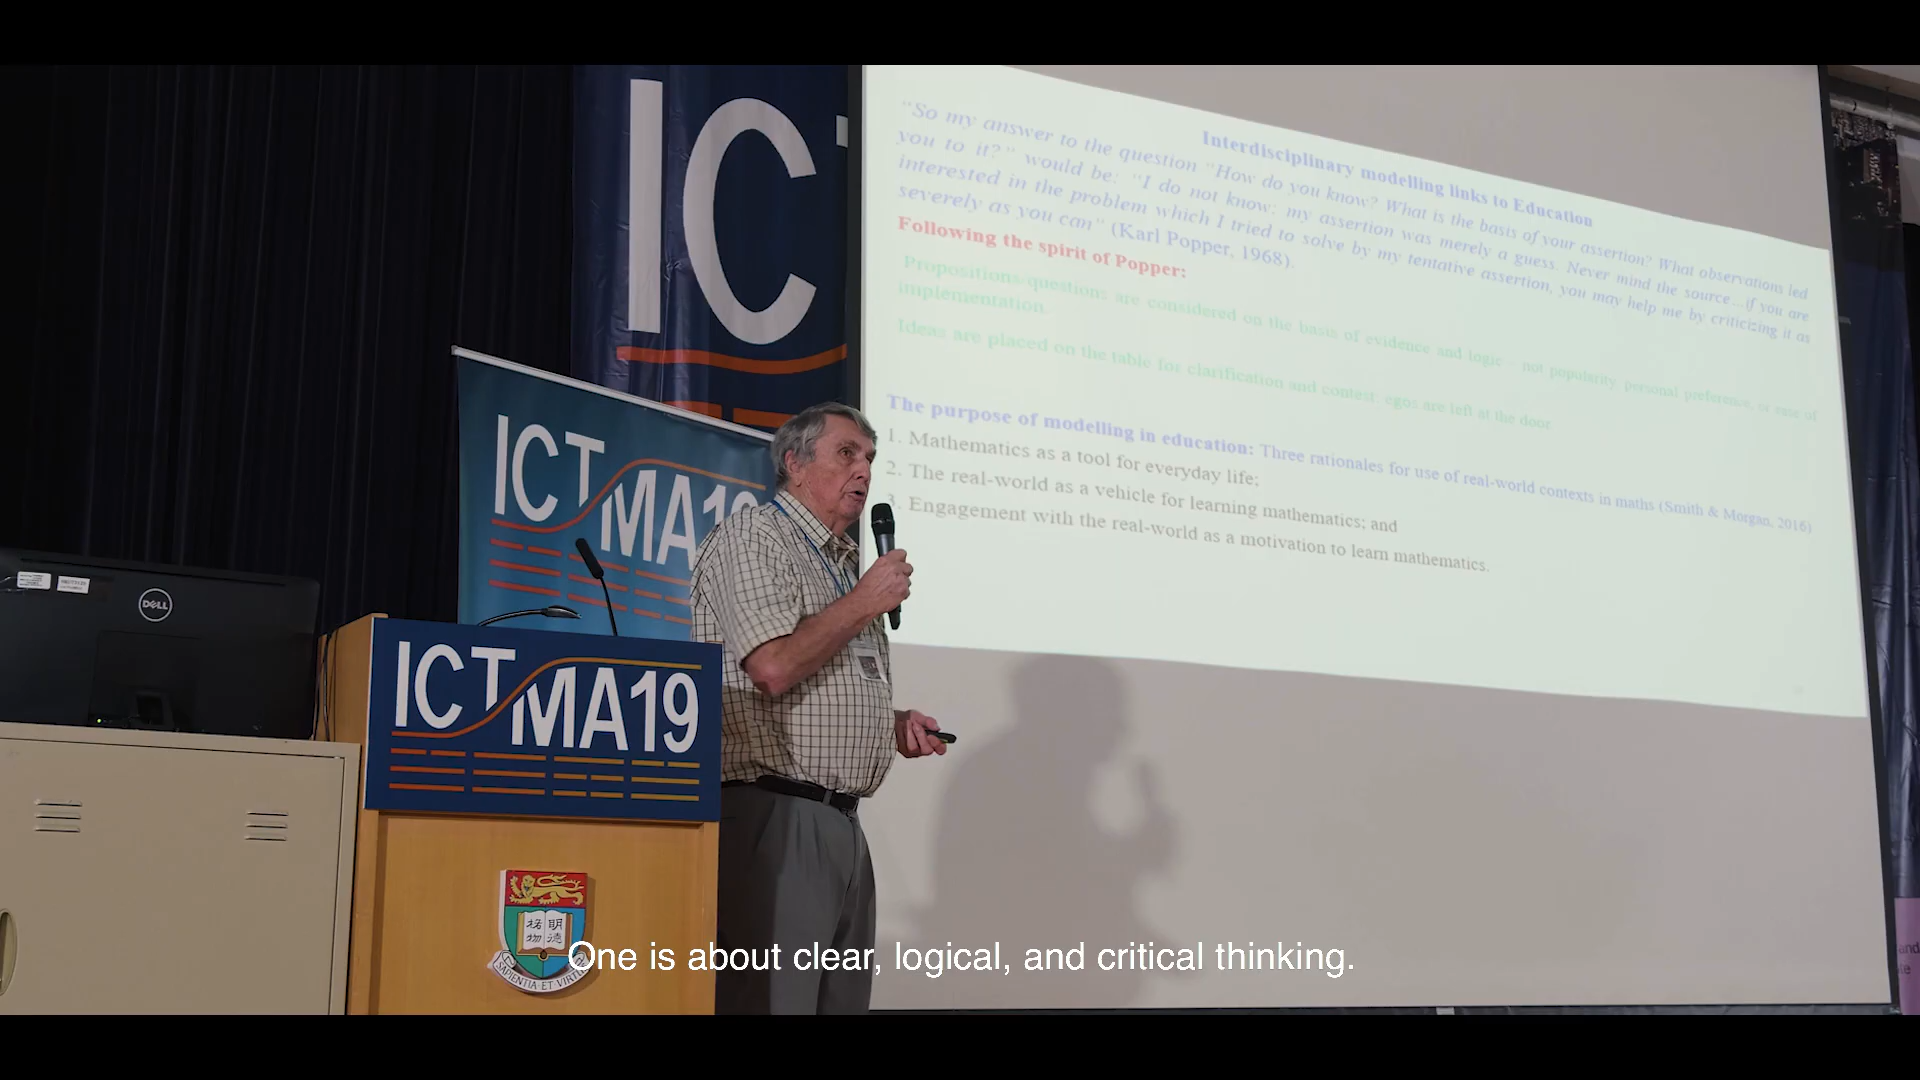 IC
ICTMA19
DELL
ICTMA19
明德
格物
SAPIENTIA·ET·VIRTUS
Interdisciplinary modelling links to Education
“So my answer to the question “How do you know? What is the basis of your assertion? What observations led
you to it?” would be: “I do not know: my assertion was merely a guess. Never mind the source...if you are
interested in the problem which I tried to solve by my tentative assertion, you may help me by criticizing it as
severely as you can” (Karl Popper, 1968).
Following the spirit of Popper:
Propositions/questions are considered on the basis of evidence and logic – not popularity, personal preference, or ease of
implementation.
Ideas are placed on the table for clarification and contest: egos are left at the door
The purpose of modelling in education: Three rationales for use of real-world contexts in maths (Smith & Morgan, 2016)
1. Mathematics as a tool for everyday life;
2. The real-world as a vehicle for learning mathematics; and
3. Engagement with the real-world as a motivation to learn mathematics.
One is about clear, logical, and critical thinking.